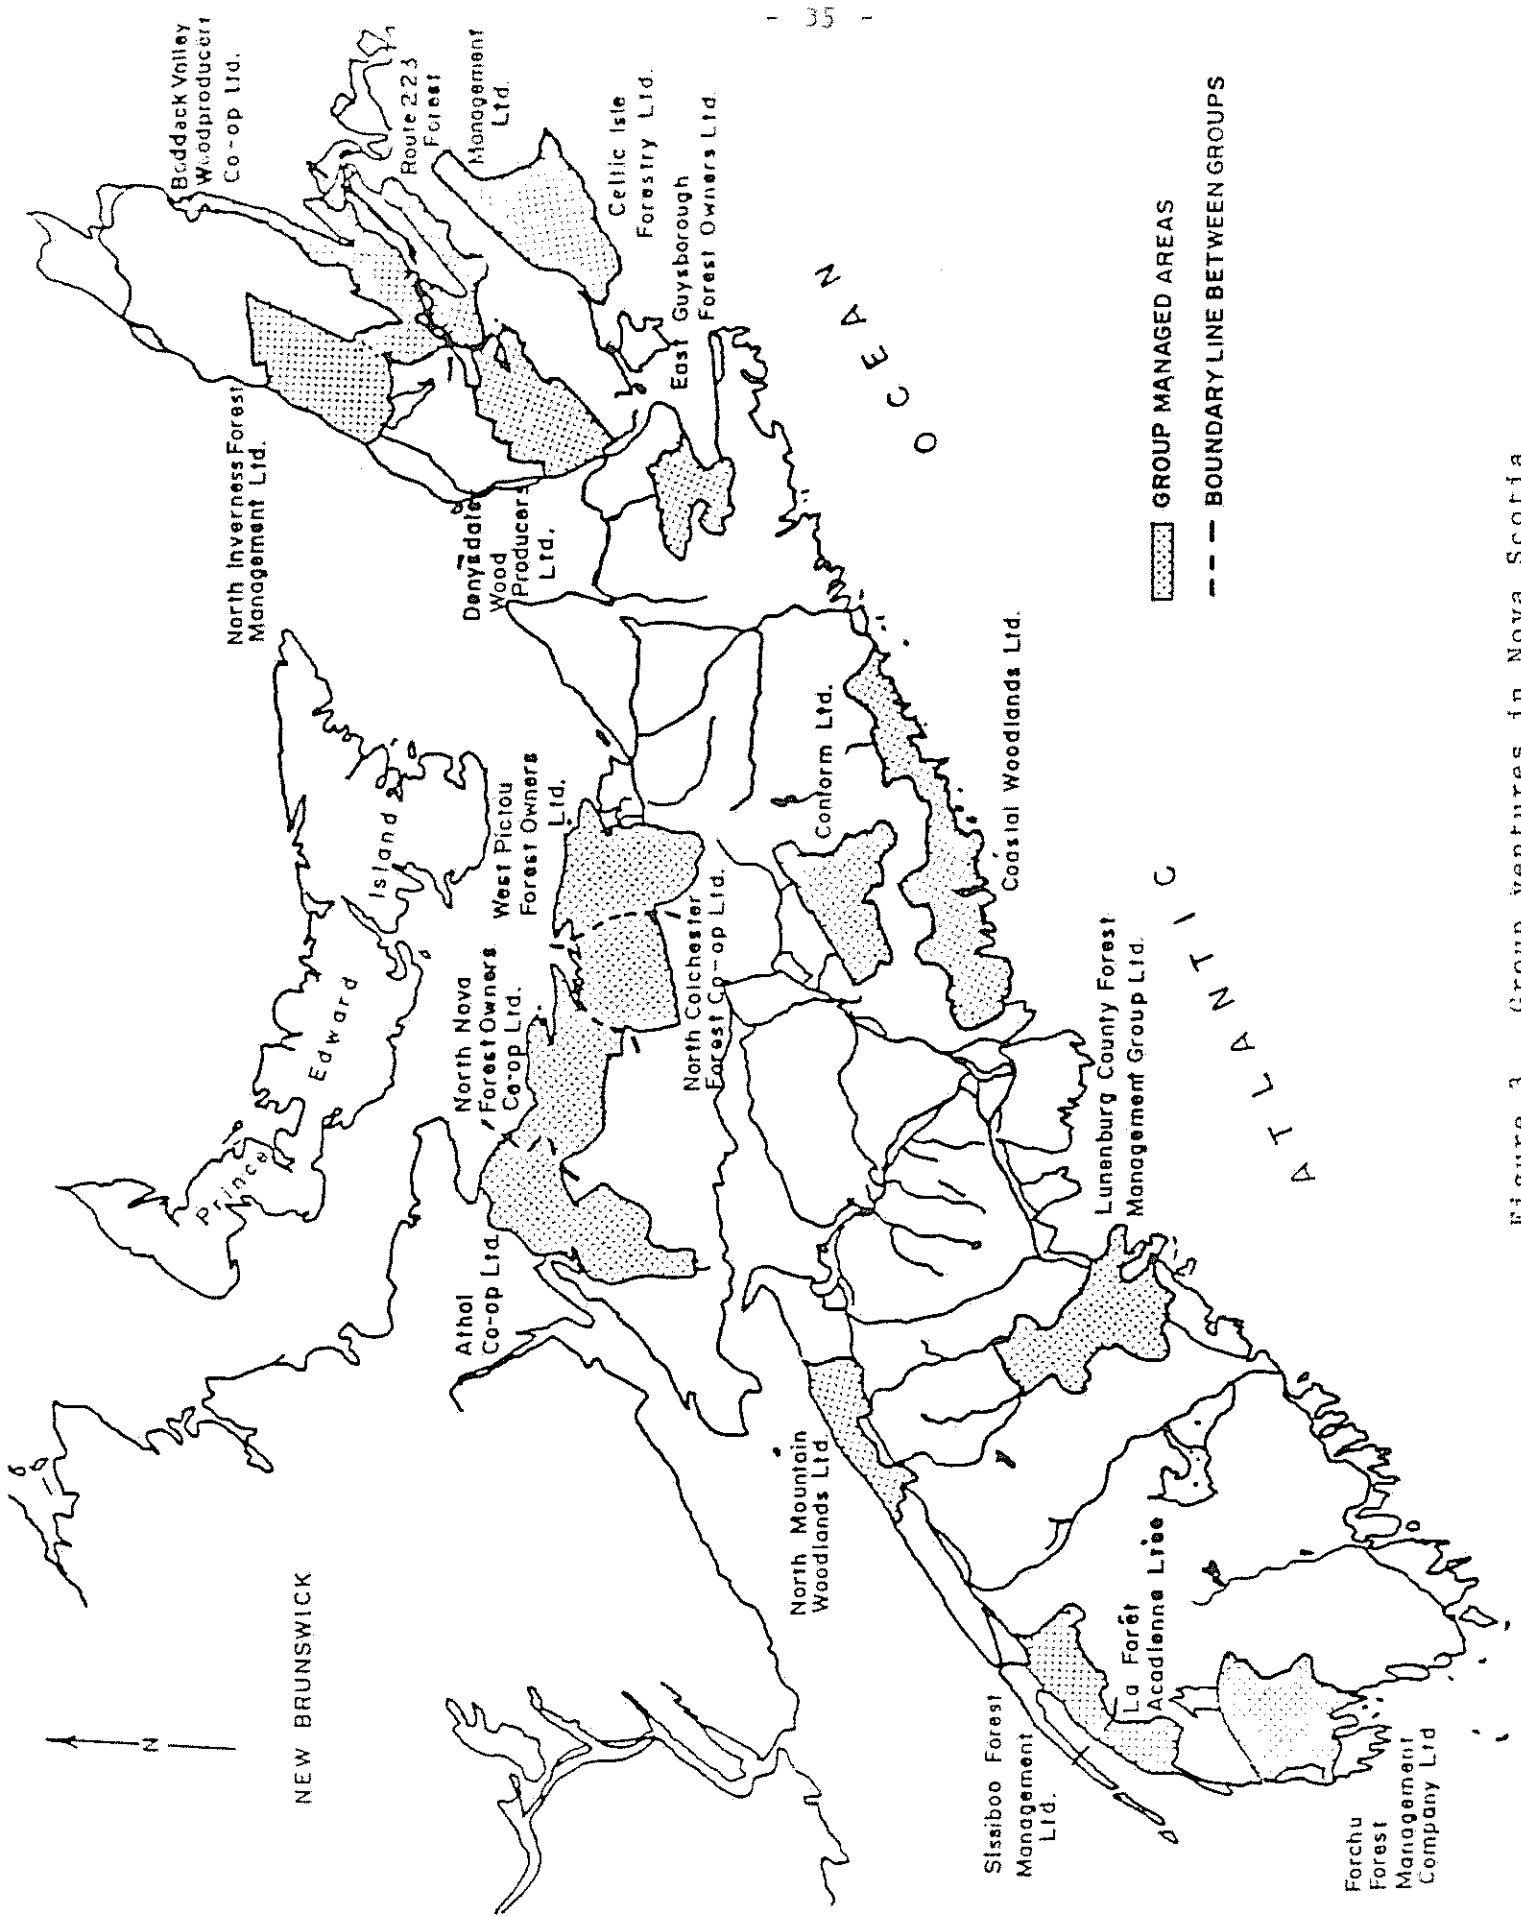 - 35 -
Baddack Valley
Woodproducers
Co-op Ltd.
Route 223
Forest
Management
Ltd.
Celtic Isle
Forestry Ltd.
East Guysborough
Forest Owners Ltd.
North Inverness Forest
Management Ltd.
Denysdale
Wood
Producers
Ltd.
Prince
Edward
Island
West Pictou
Forest Owners
Ltd.
North Nova
Forest Owners
Co-op Ltd.
North Colchester
Forest Co-op Ltd.
Athol
Co-op Ltd.
Conform Ltd.
Coastal Woodlands Ltd.
Lunenburg County Forest
Management Group Ltd.
North Mountain
Woodlands Ltd.
NEW BRUNSWICK
N
Sissiboo Forest
Management
Ltd.
La Forêt
Acadienne Ltee
Forchu
Forest
Management
Company Ltd
ATLANTIC
OCEAN
GROUP MANAGED AREAS
BOUNDARY LINE BETWEEN GROUPS
Figure 3 Group ventures in Nova Scotia